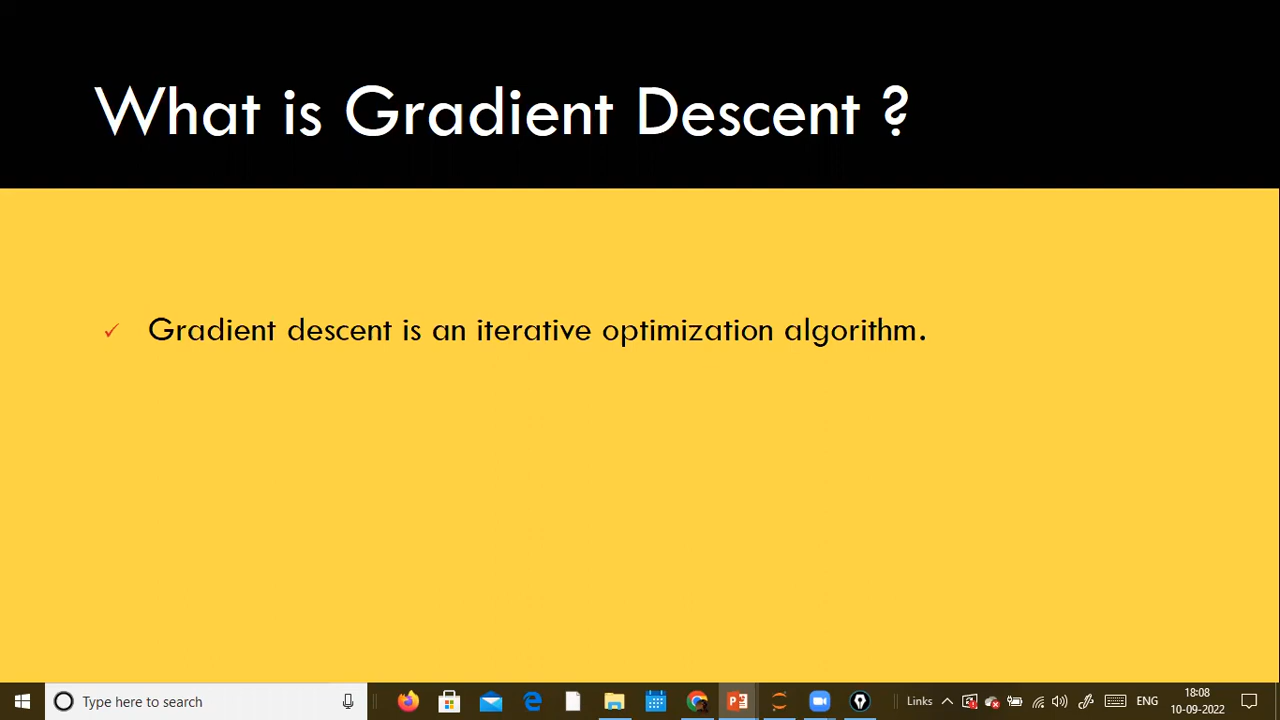 What is Gradient Descent ?
✓ Gradient descent is an iterative optimization algorithm.
Type here to search
Links
ENG
18:08
10-09-2022